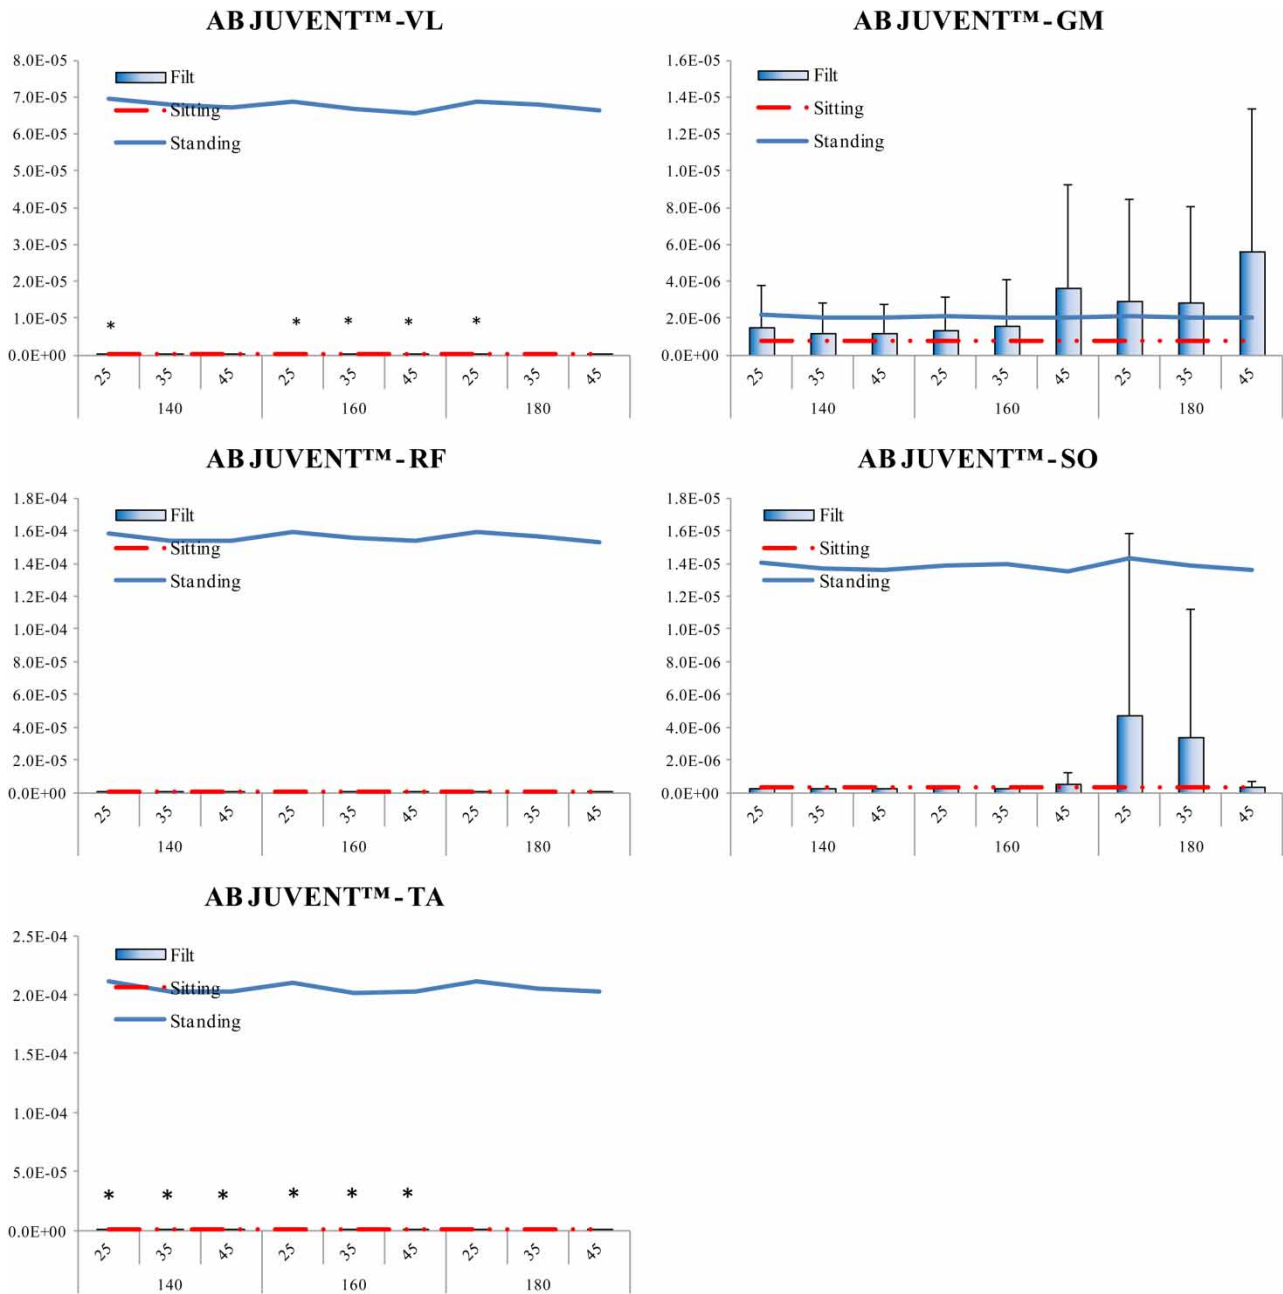 AB JUVENT™-VL
8.0E-05
7.0E-05
6.0E-05
5.0E-05
4.0E-05
3.0E-05
2.0E-05
1.0E-05
0.0E+00
Filt
Sitting
Standing
* * * * *
25 35 45 25 35 45 25 35 45
140 160 180
AB JUVENT™-GM
1.6E-05
1.4E-05
1.2E-05
1.0E-05
8.0E-06
6.0E-06
4.0E-06
2.0E-06
0.0E+00
Filt
Sitting
Standing
25 35 45 25 35 45 25 35 45
140 160 180
AB JUVENT™-RF
1.8E-04
1.6E-04
1.4E-04
1.2E-04
1.0E-04
8.0E-05
6.0E-05
4.0E-05
2.0E-05
0.0E+00
Filt
Sitting
Standing
25 35 45 25 35 45 25 35 45
140 160 180
AB JUVENT™-SO
1.8E-05
1.6E-05
1.4E-05
1.2E-05
1.0E-05
8.0E-06
6.0E-06
4.0E-06
2.0E-06
0.0E+00
Filt
Sitting
Standing
25 35 45 25 35 45 25 35 45
140 160 180
AB JUVENT™-TA
2.5E-04
2.0E-04
1.5E-04
1.0E-04
5.0E-05
0.0E+00
Filt
Sitting
Standing
* * * * * *
25 35 45 25 35 45 25 35 45
140 160 180